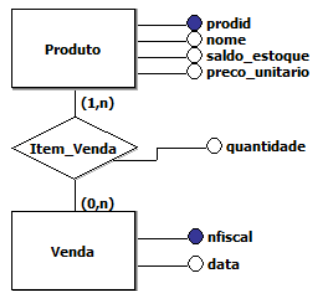 prodid
nome
Produto
saldo_estoque
preco_unitario
(1,n)
Item_Venda
quantidade
(0,n)
nfiscal
Venda
data